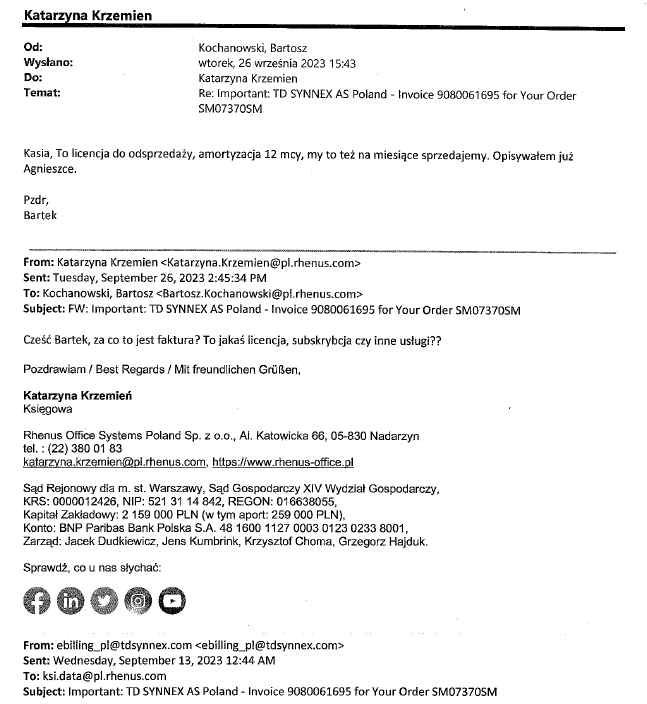 Katarzyna Krzemien
Od: Kochanowski, Bartosz
Wysłano: wtorek, 26 września 2023 15:43
Do: Katarzyna Krzemien
Temat: Re: Important: TD SYNNEX AS Poland - Invoice 9080061695 for Your Order
SM07370SM
Kasia, To licencja do odsprzedaży, amortyzacja 12 mcy, my to też na miesiące sprzedajemy. Opisywałem już
Agnieszce.
Pzdr,
Bartek
From: Katarzyna Krzemien <Katarzyna.Krzemien@pl.rhenus.com>
Sent: Tuesday, September 26, 2023 2:45:34 PM
To: Kochanowski, Bartosz <Bartosz.Kochanowski@pl.rhenus.com>
Subject: FW: Important: TD SYNNEX AS Poland - Invoice 9080061695 for Your Order SM07370SM
Cześć Bartek, za co to jest faktura? To jakaś licencja, subskrybcja czy inne usługi??
Pozdrawiam / Best Regards / Mit freundlichen Grüßen,
Katarzyna Krzemień
Księgowa
Rhenus Office Systems Poland Sp. z o.o., Al. Katowicka 66, 05-830 Nadarzyn
tel. : (22) 380 01 83
katarzyna.krzemien@pl.rhenus.com, https://www.rhenus-office.pl
Sąd Rejonowy dla m. st. Warszawy, Sąd Gospodarczy XIV Wydział Gospodarczy,
KRS: 0000012426, NIP: 521 31 14 842, REGON: 016638055,
Kapitał Zakładowy: 2 159 000 PLN (w tym aport: 259 000 PLN),
Konto: BNP Paribas Bank Polska S.A. 48 1600 1127 0003 0123 0233 8001,
Zarząd: Jacek Dudkiewicz, Jens Kumbrink, Krzysztof Choma, Grzegorz Hajduk.
Sprawdź, co u nas słychać:
From: ebilling_pl@tdsynnex.com <ebilling_pl@tdsynnex.com>
Sent: Wednesday, September 13, 2023 12:44 AM
To: ksi.data@pl.rhenus.com
Subject: Important: TD SYNNEX AS Poland - Invoice 9080061695 for Your Order SM07370SM